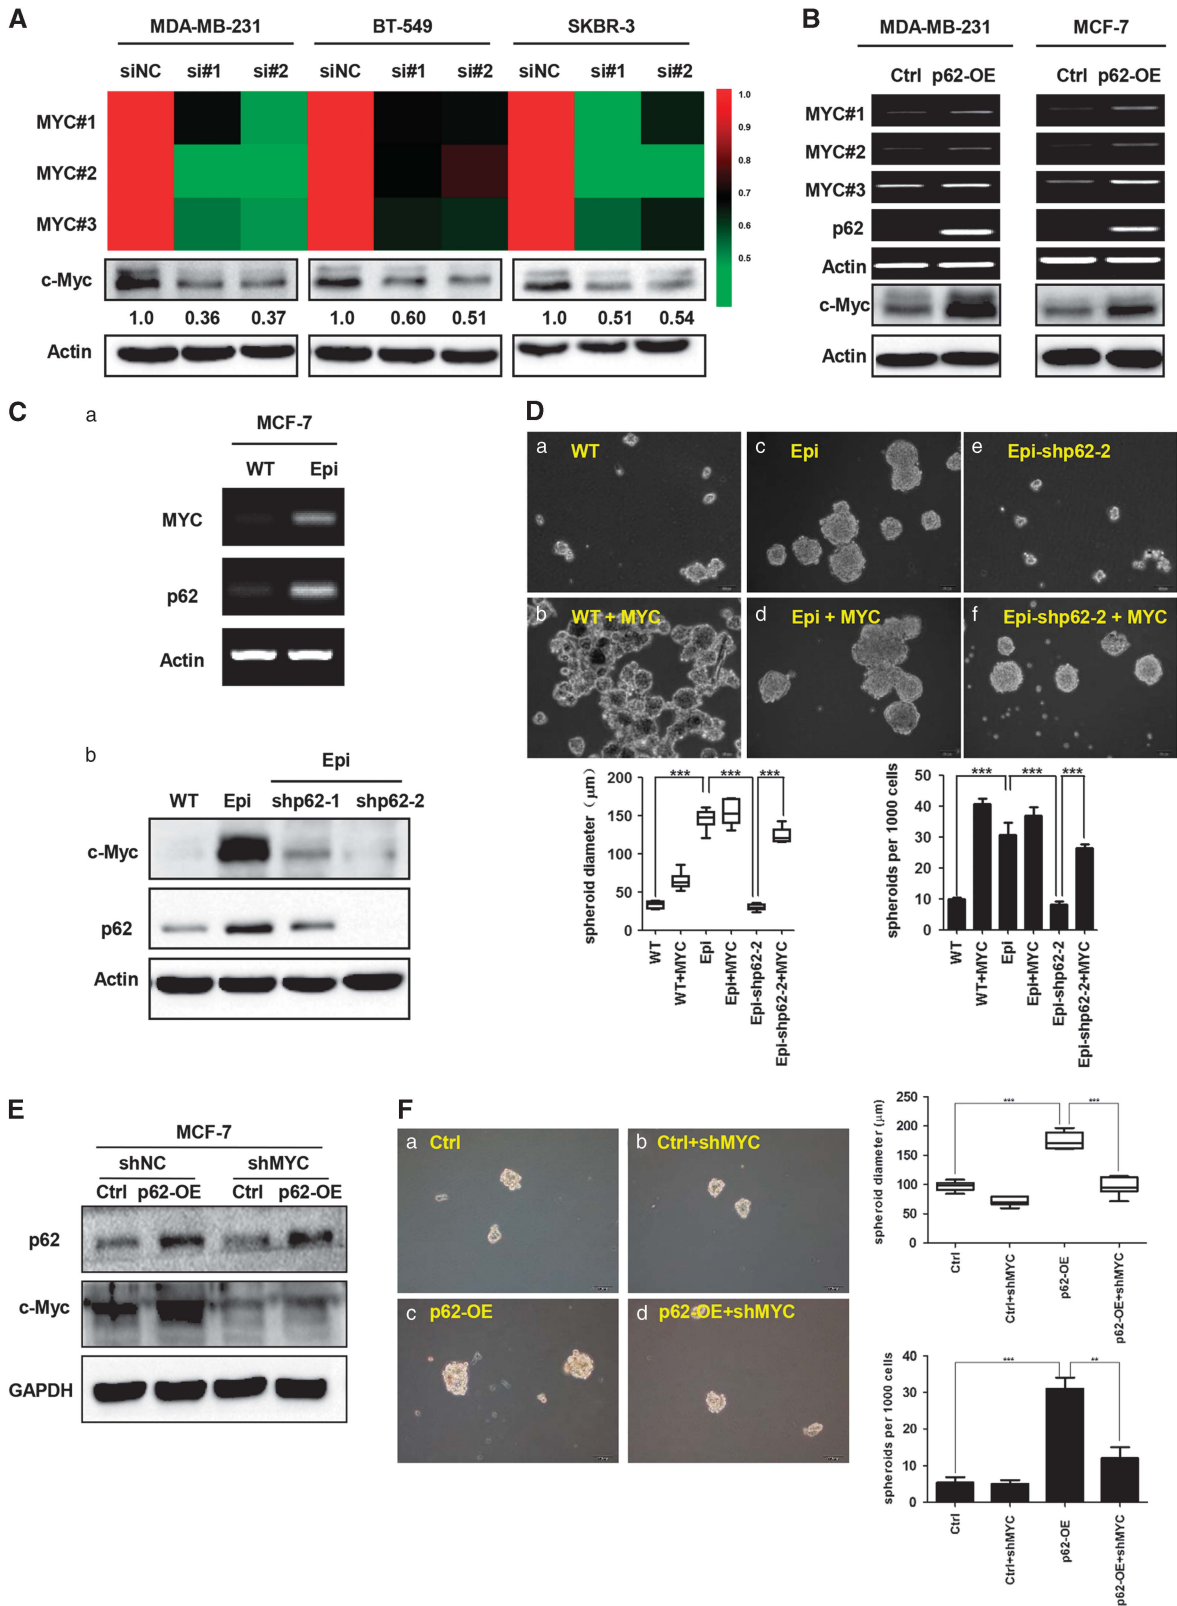 A
MDA-MB-231 BT-549 SKBR-3
siNC si#1 si#2 siNC si#1 si#2 siNC si#1 si#2
MYC#1
MYC#2
MYC#3
1.0
0.9
0.8
0.7
0.6
0.5
c-Myc
1.0 0.36 0.37 1.0 0.60 0.51 1.0 0.51 0.54
Actin
B
MDA-MB-231 MCF-7
Ctrl p62-OE Ctrl p62-OE
MYC#1
MYC#2
MYC#3
p62
Actin
c-Myc
Actin
C
a
MCF-7
WT Epi
MYC
p62
Actin
b
Epi
WT Epi shp62-1 shp62-2
c-Myc
p62
Actin
D
a WT
c Epi
e Epi-shp62-2
b WT + MYC
d Epi + MYC
f Epi-shp62-2 + MYC
spheroid diameter (μm)
200
150
100
50
0
*** *** ***
WT
WT+MYC
Epi
Epi+MYC
Epi-shp62-2
Epi-shp62-2+MYC
spheroids per 1000 cells
50
40
30
20
10
0
*** *** ***
WT
WT+MYC
Epi
Epi+MYC
Epi-shp62-2
Epi-shp62-2+MYC
E
MCF-7
shNC shMYC
Ctrl p62-OE Ctrl p62-OE
p62
c-Myc
GAPDH
F
a Ctrl
b Ctrl+shMYC
c p62-OE
d p62-OE+shMYC
spheroid diameter (μm)
250
200
150
100
50
0
*** ***
Ctrl
Ctrl+shMYC
p62-OE
p62-OE+shMYC
spheroids per 1000 cells
40
30
20
10
0
*** **
Ctrl
Ctrl+shMYC
p62-OE
p62-OE+shMYC